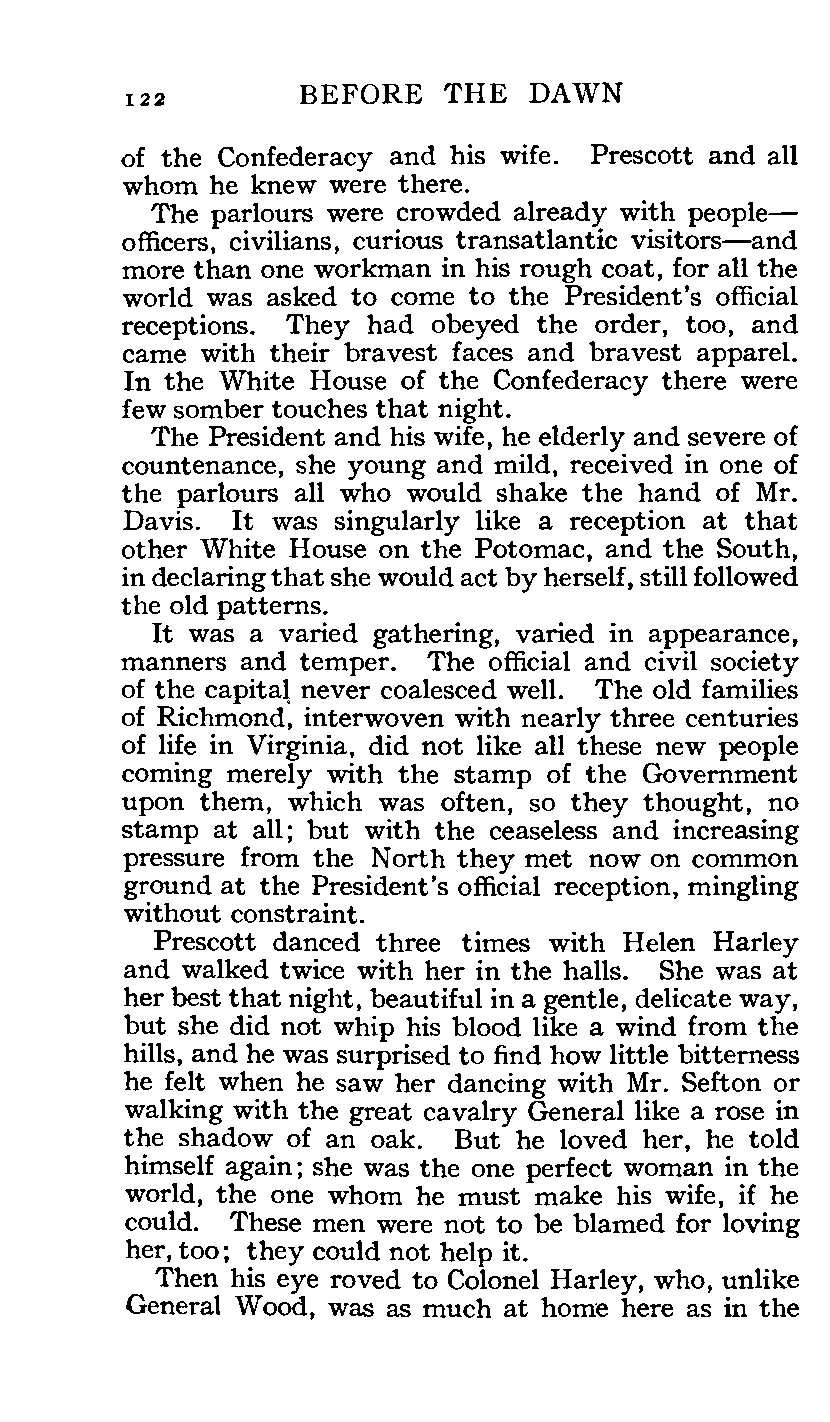 122 BEFORE THE DAWN
of the Confederacy and his wife. Prescott and all
whom he knew were there.
The parlours were crowded already with people—
officers, civilians, curious transatlantic visitors—and
more than one workman in his rough coat, for all the
world was asked to come to the President's official
receptions. They had obeyed the order, too, and
came with their bravest faces and bravest apparel.
In the White House of the Confederacy there were
few somber touches that night.
The President and his wife, he elderly and severe of
countenance, she young and mild, received in one of
the parlours all who would shake the hand of Mr.
Davis. It was singularly like a reception at that
other White House on the Potomac, and the South,
in declaring that she would act by herself, still followed
the old patterns.
It was a varied gathering, varied in appearance,
manners and temper. The official and civil society
of the capital never coalesced well. The old families
of Richmond, interwoven with nearly three centuries
of life in Virginia, did not like all these new people
coming merely with the stamp of the Government
upon them, which was often, so they thought, no
stamp at all; but with the ceaseless and increasing
pressure from the North they met now on common
ground at the President's official reception, mingling
without constraint.
Prescott danced three times with Helen Harley
and walked twice with her in the halls. She was at
her best that night, beautiful in a gentle, delicate way,
but she did not whip his blood like a wind from the
hills, and he was surprised to find how little bitterness
he felt when he saw her dancing with Mr. Sefton or
walking with the great cavalry General like a rose in
the shadow of an oak. But he loved her, he told
himself again; she was the one perfect woman in the
world, the one whom he must make his wife, if he
could. These men were not to be blamed for loving
her, too; they could not help it.
Then his eye roved to Colonel Harley, who, unlike
General Wood, was as much at home here as in the